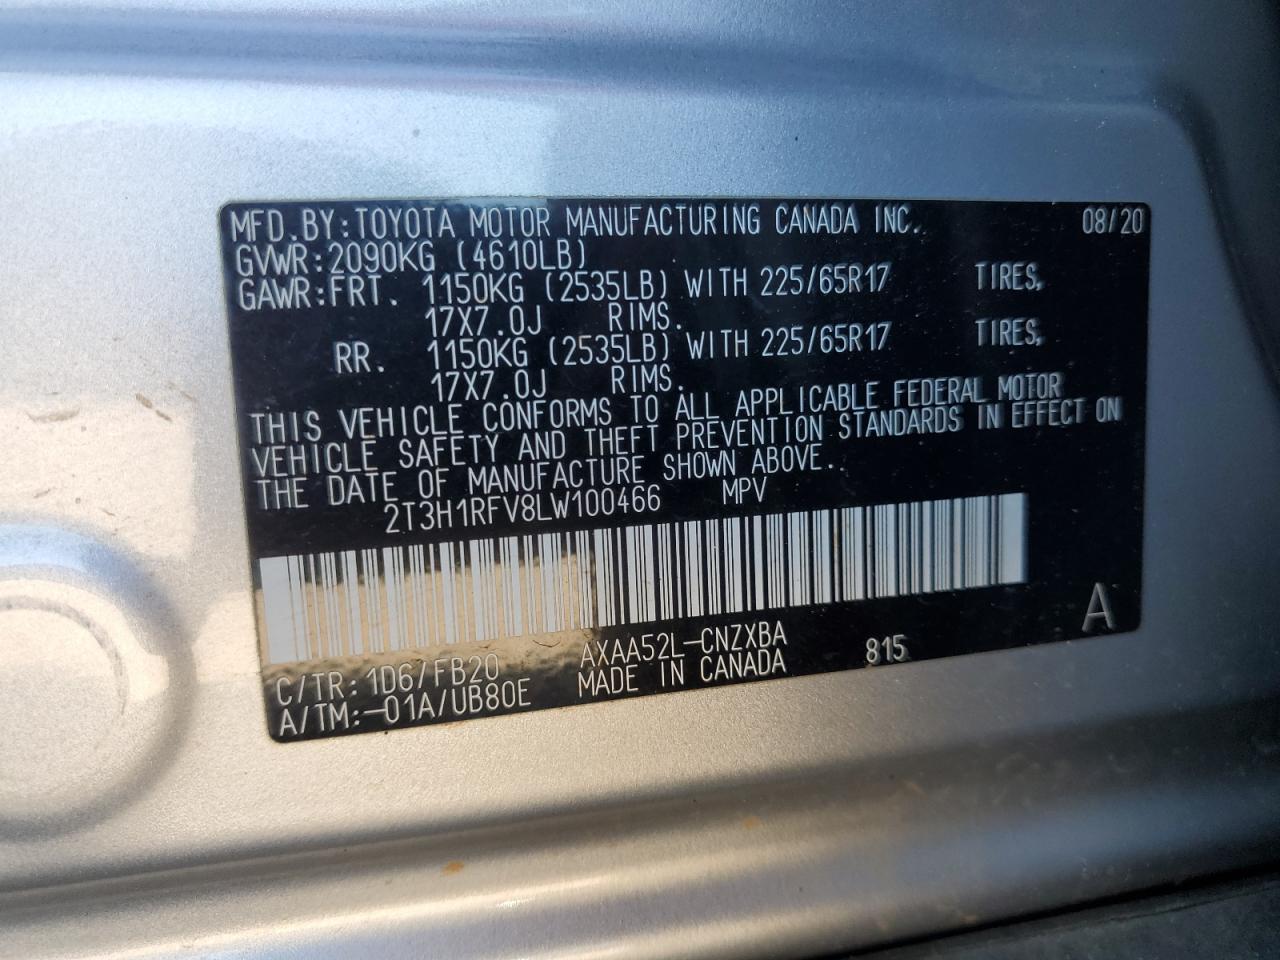 MFD. BY: TOYOTA MOTOR MANUFACTURING CANADA INC. 08/20
GVWR: 2090KG (4610LB)
GAWR: FRT. 1150KG (2535LB) WITH 225/65R17 TIRES,
17X7.0J RIMS.
RR. 1150KG (2535LB) WITH 225/65R17 TIRES,
17X7.0J RIMS.
THIS VEHICLE CONFORMS TO ALL APPLICABLE FEDERAL MOTOR
VEHICLE SAFETY AND THEFT PREVENTION STANDARDS IN EFFECT ON
THE DATE OF MANUFACTURE SHOWN ABOVE..
2T3H1RFV8LW100466 MPV
C/TR: 1D6/FB20 AXAA52L-CNZXBA 815 A
A/TM:-01A/UB80E MADE IN CANADA